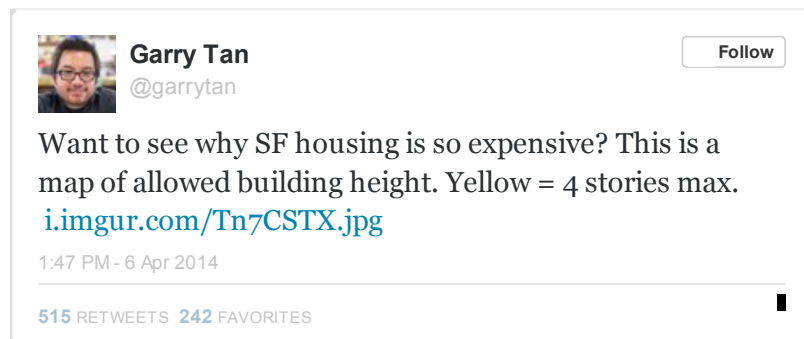 Garry Tan
Follow
@garrytan
Want to see why SF housing is so expensive? This is a
map of allowed building height. Yellow = 4 stories max.
i.imgur.com/Tn7CSTX.jpg
1:47 PM - 6 Apr 2014
515 RETWEETS 242 FAVORITES